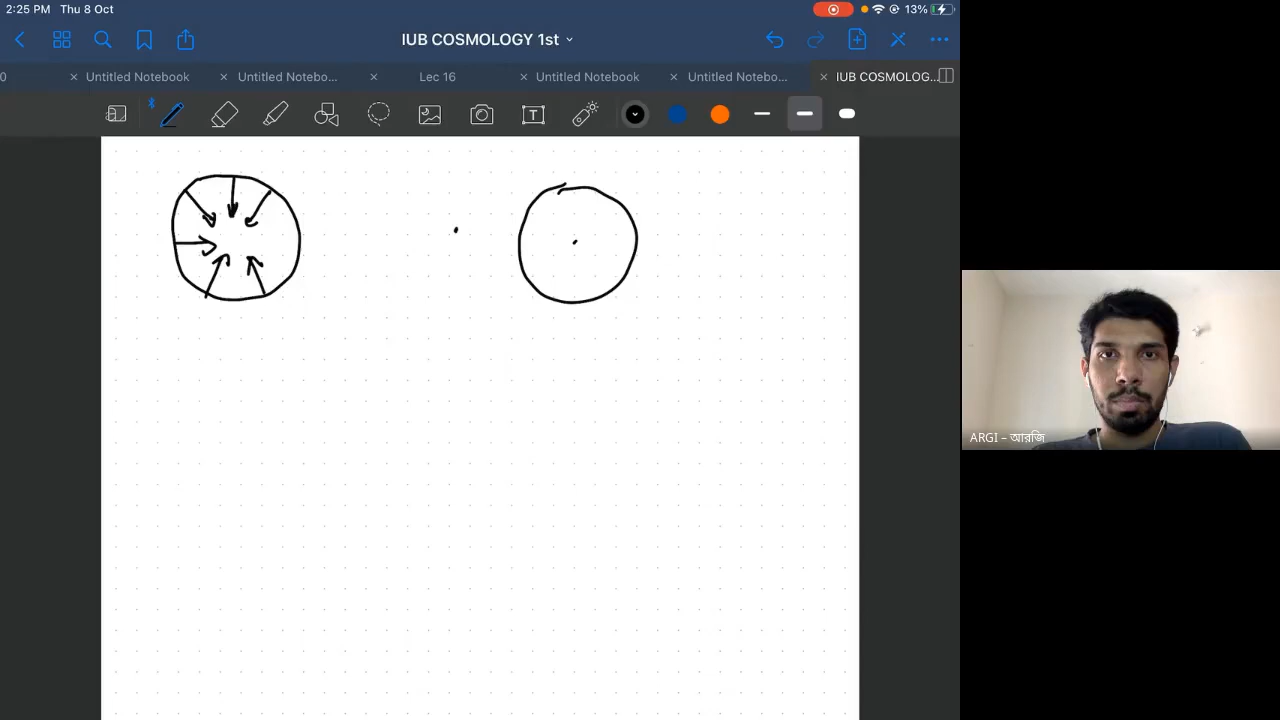 2:25 PM Thu 8 Oct
13%
IUB COSMOLOGY 1st
0
Untitled Notebook
Untitled Notebo...
Lec 16
Untitled Notebook
Untitled Notebo...
IUB COSMOLOG...
T
ARGI – আরজি